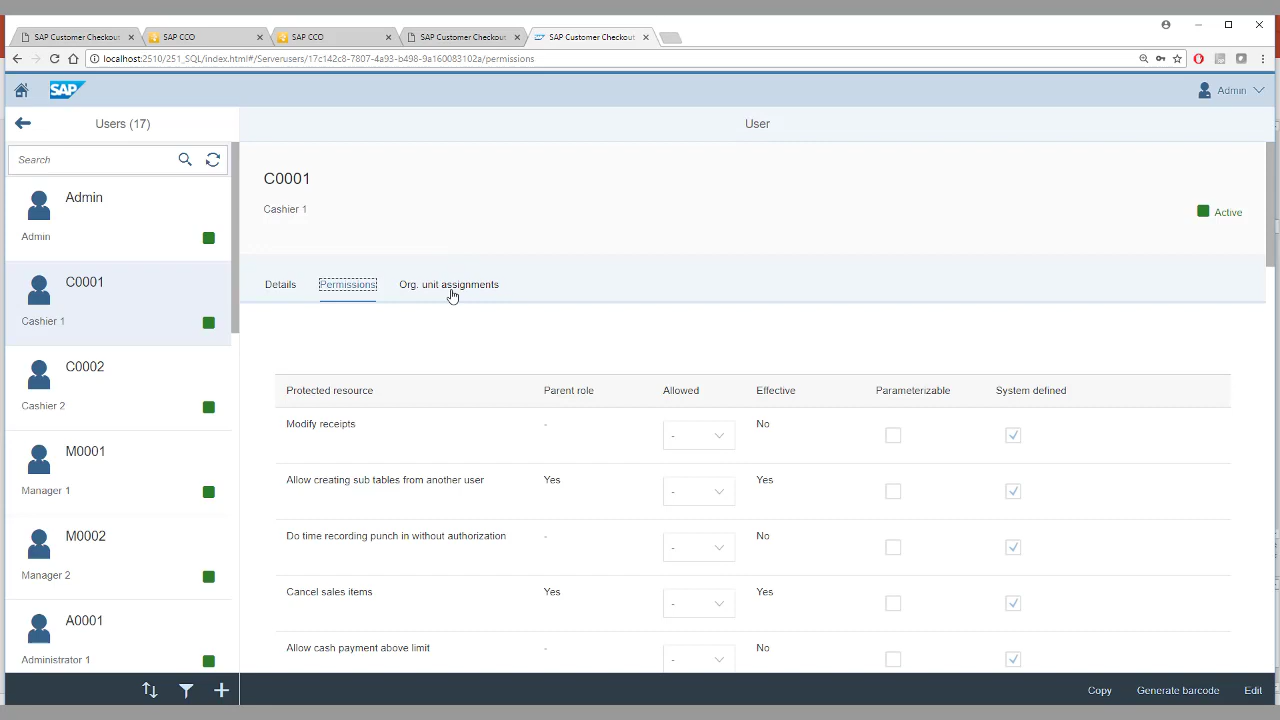 SAP Customer Checkout
SAP CCO
SAP CCO
SAP Customer Checkout
SAP Customer Checkout
localhost:2510/251_SQL/index.html#/Serverusers/17c142c8-7807-4a93-b498-9a160083102a/permissions
SAP
Admin
Users (17)
User
Search
Admin
Admin
C0001
Cashier 1
C0002
Cashier 2
M0001
Manager 1
M0002
Manager 2
A0001
Administrator 1
C0001
Cashier 1
Active
Details
Permissions
Org. unit assignments
Protected resource Parent role Allowed Effective Parameterizable System defined
Modify receipts - - No
Allow creating sub tables from another user Yes - Yes
Do time recording punch in without authorization - - No
Cancel sales items Yes - Yes
Allow cash payment above limit - - No
Copy Generate barcode Edit